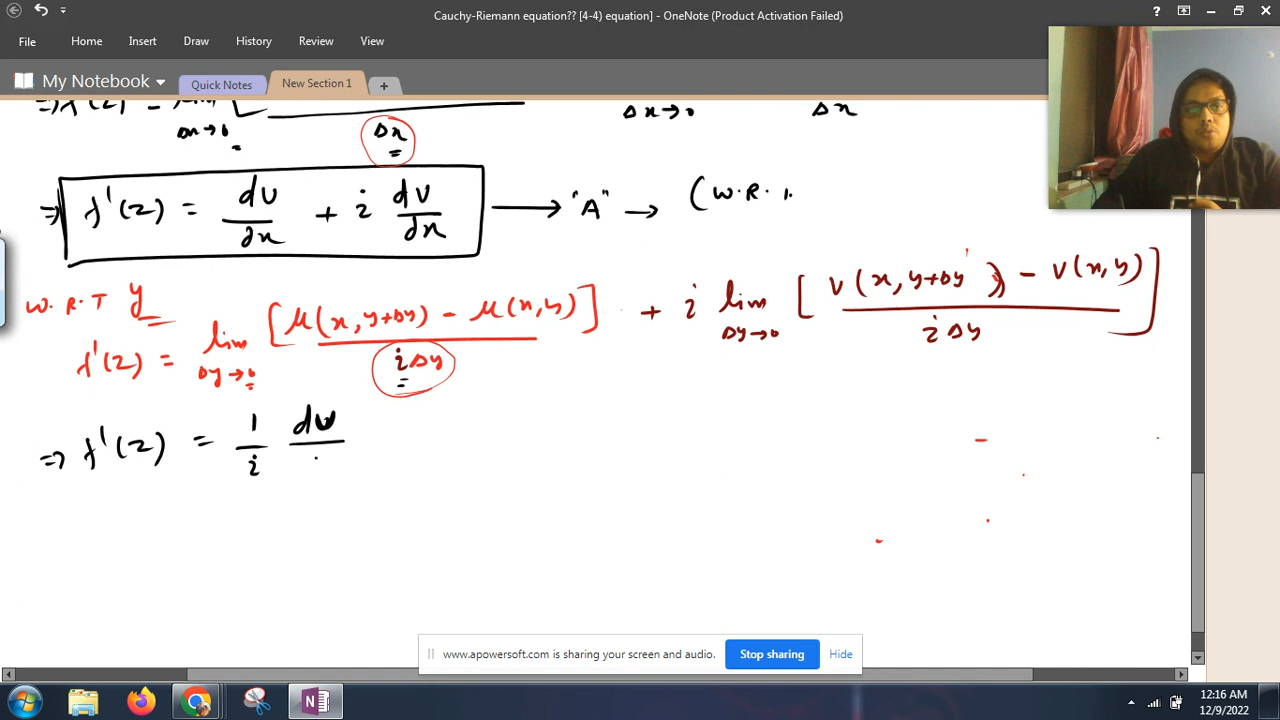 Cauchy-Riemann equation?? [4-4) equation] - OneNote (Product Activation Failed)
File Home Insert Draw History Review View
My Notebook Quick Notes New Section 1
Δx→0 Δx→0 Δx
Δx
⇒ f'(z) = du/dx + i dv/dx → "A" → (W.R.
W.R.T y
f'(z) = lim Δy→0 [u(x, y+Δy) - u(x,y)] / iΔy + i lim Δy→0 [v(x, y+Δy) - v(x,y)] / iΔy
⇒ f'(z) = 1/i du
www.apowersoft.com is sharing your screen and audio. Stop sharing Hide
12:16 AM
12/9/2022